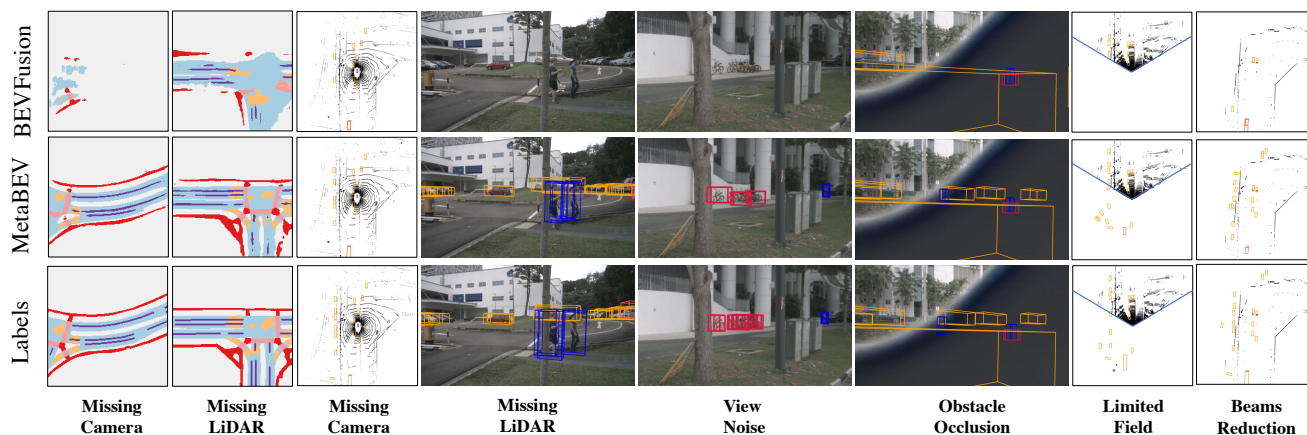 BEVFusion
MetaBEV
Labels
Missing
Camera
Missing
LiDAR
Missing
Camera
Missing
LiDAR
View
Noise
Obstacle
Occlusion
Limited
Field
Beams
Reduction